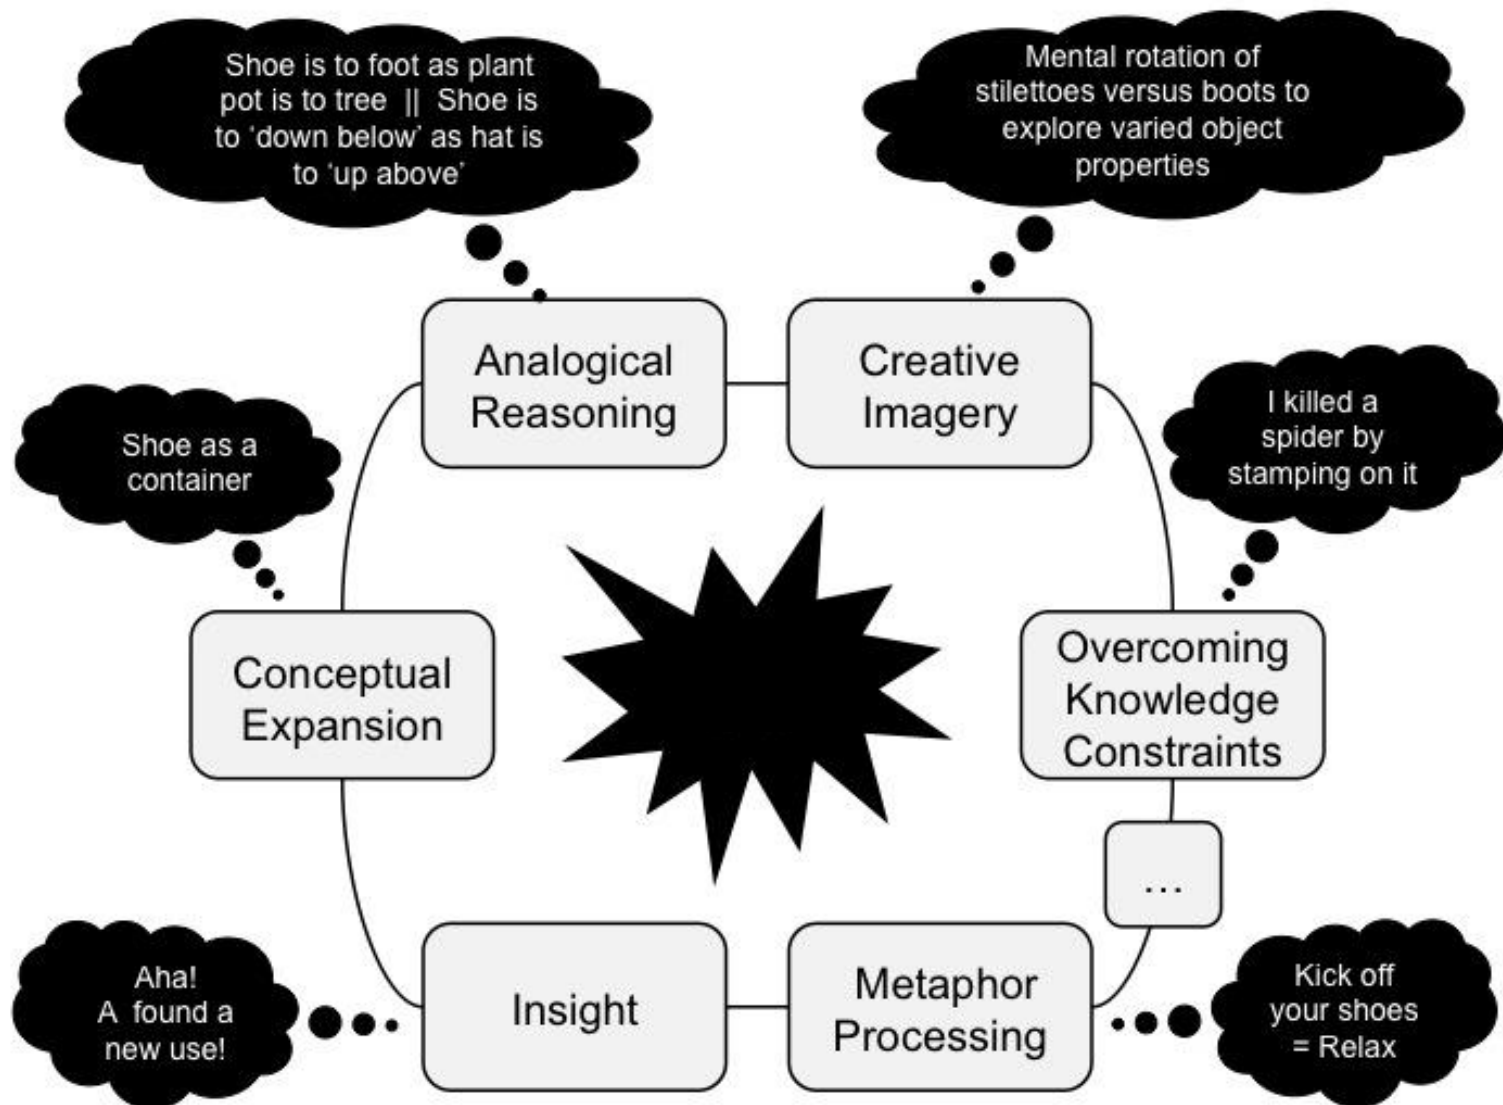 Shoe is to foot as plant
pot is to tree || Shoe is
to ‘down below’ as hat is
to ‘up above’
Mental rotation of
stilettoes versus boots to
explore varied object
properties
Analogical
Reasoning
Creative
Imagery
Shoe as a
container
I killed a
spider by
stamping on it
Conceptual
Expansion
Overcoming
Knowledge
Constraints
...
Aha!
A found a
new use!
Insight
Metaphor
Processing
Kick off
your shoes
= Relax